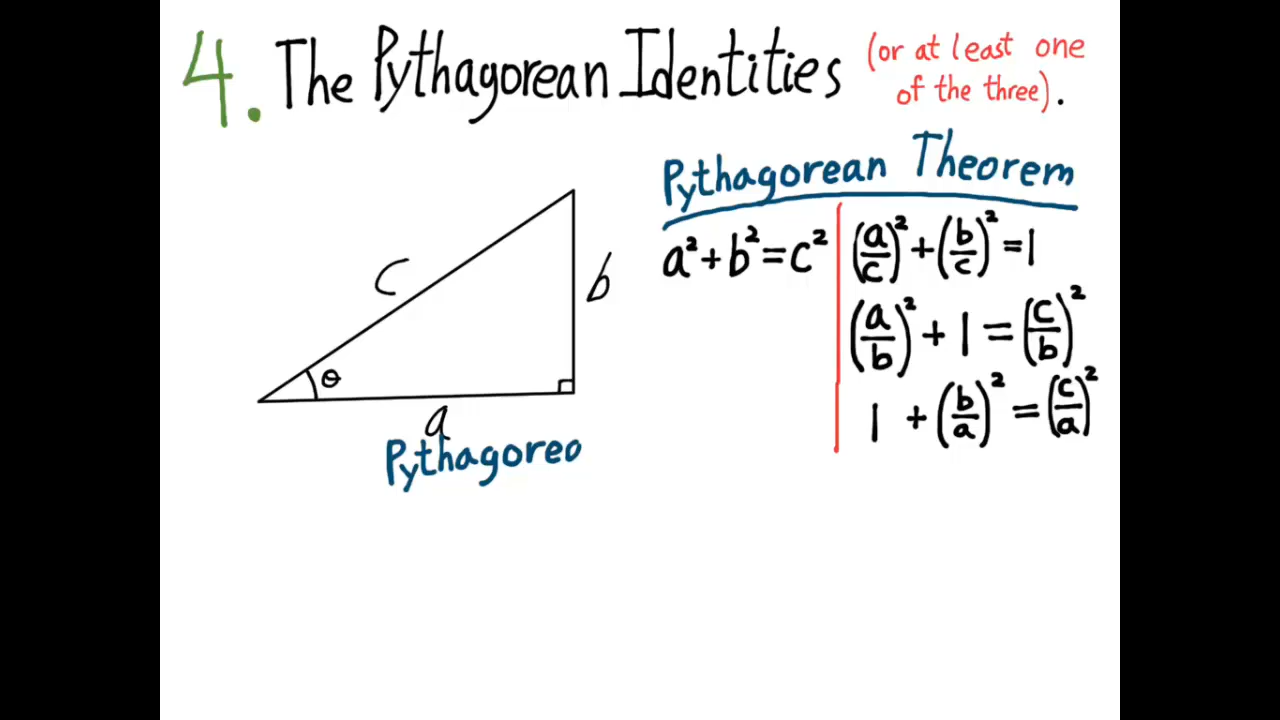 4. The Pythagorean Identities (or at least one
of the three).
Pythagorean Theorem
a² + b² = c²
(a/c)² + (b/c)² = 1
(a/b)² + 1 = (c/b)²
1 + (b/a)² = (c/a)²
c
b
θ
a
Pythagoreo